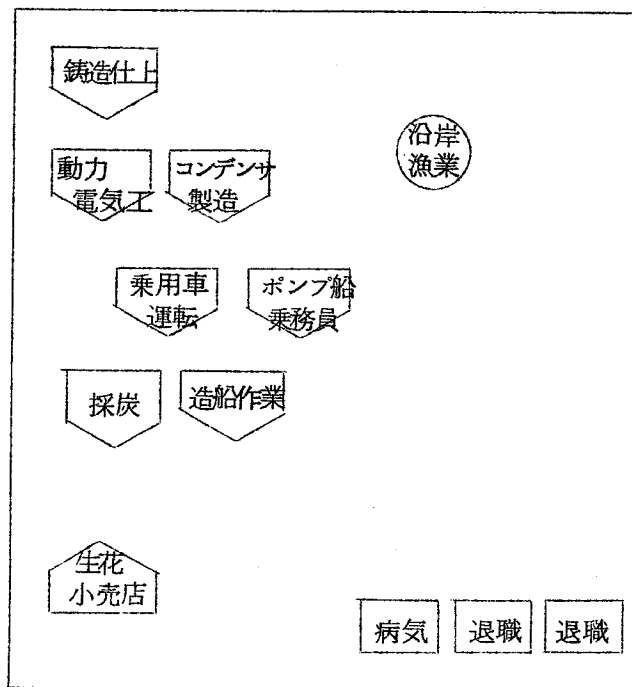 鋳造仕上
沿岸
漁業
動力
電気工
コンデンサ
製造
乗用車
運転
ポンプ船
乗務員
採炭
造船作業
生花
小売店
病気
退職
退職